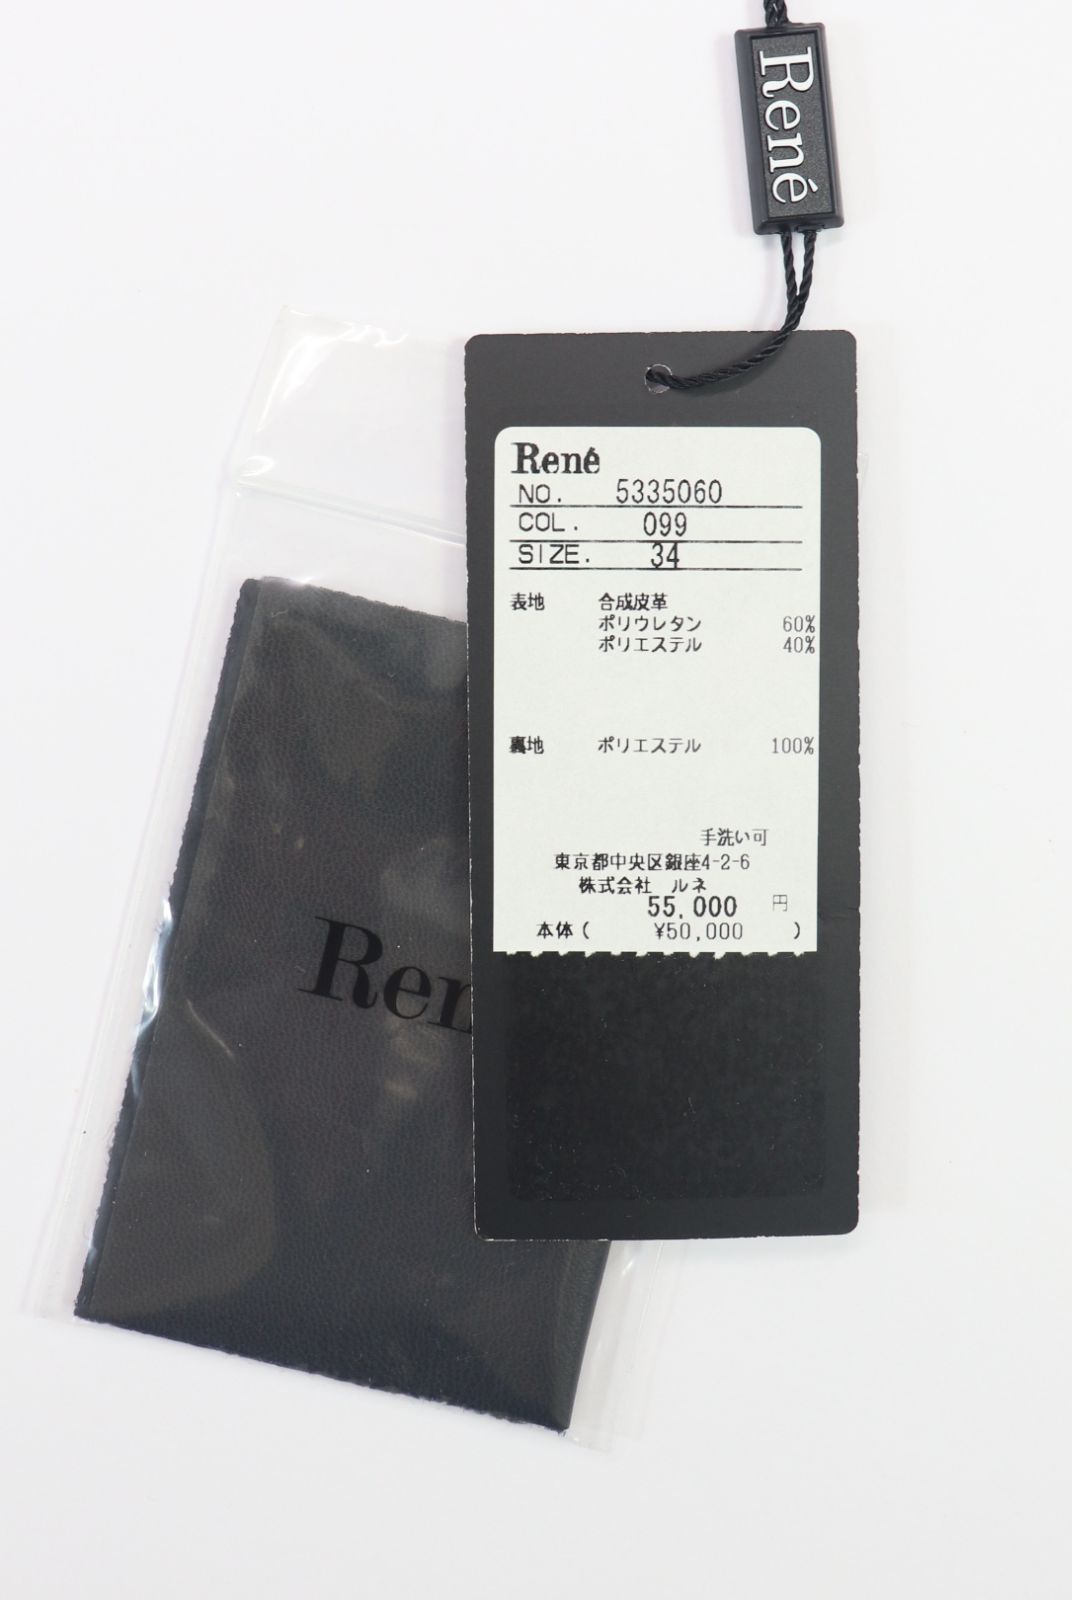 René
René
NO. 5335060
COL. 099
SIZE. 34
表地 合成皮革
ポリウレタン 60%
ポリエステル 40%
裏地 ポリエステル 100%
手洗い可
東京都中央区銀座4-2-6
株式会社 ルネ
55,000 円
本体( ¥50,000 )
Ren